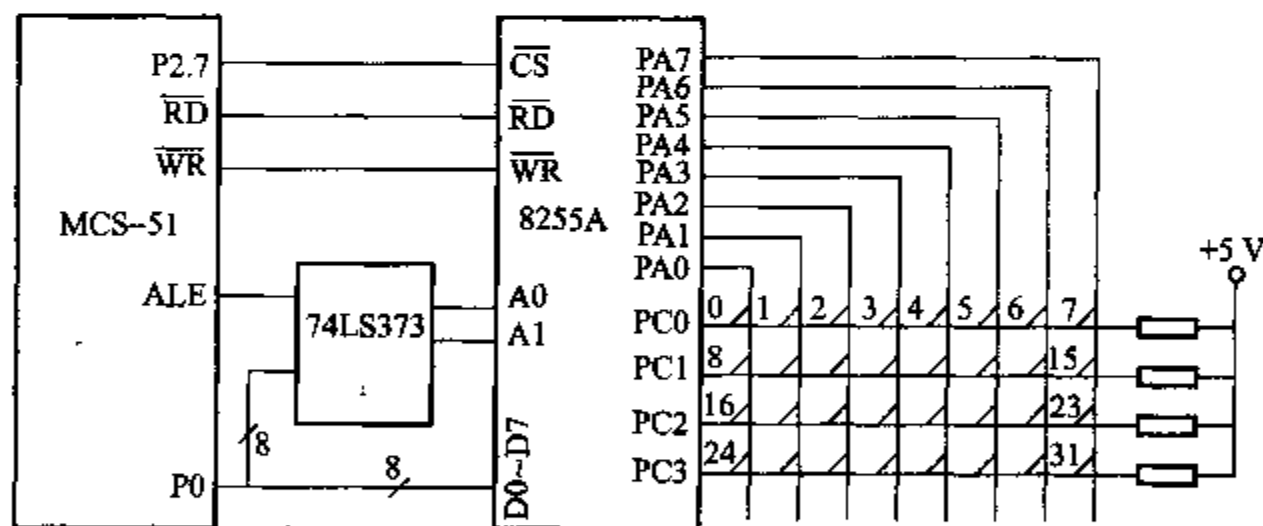 P2.7
RD
WR
MCS--51
ALE
P0
8
74LS373
8
CS
RD
WR
8255A
A0
A1
D0~D7
PA7
PA6
PA5
PA4
PA3
PA2
PA1
PA0
PC0
PC1
PC2
PC3
0 1 2 3 4 5 6 7
8 15
16 23
24 31
+5 V